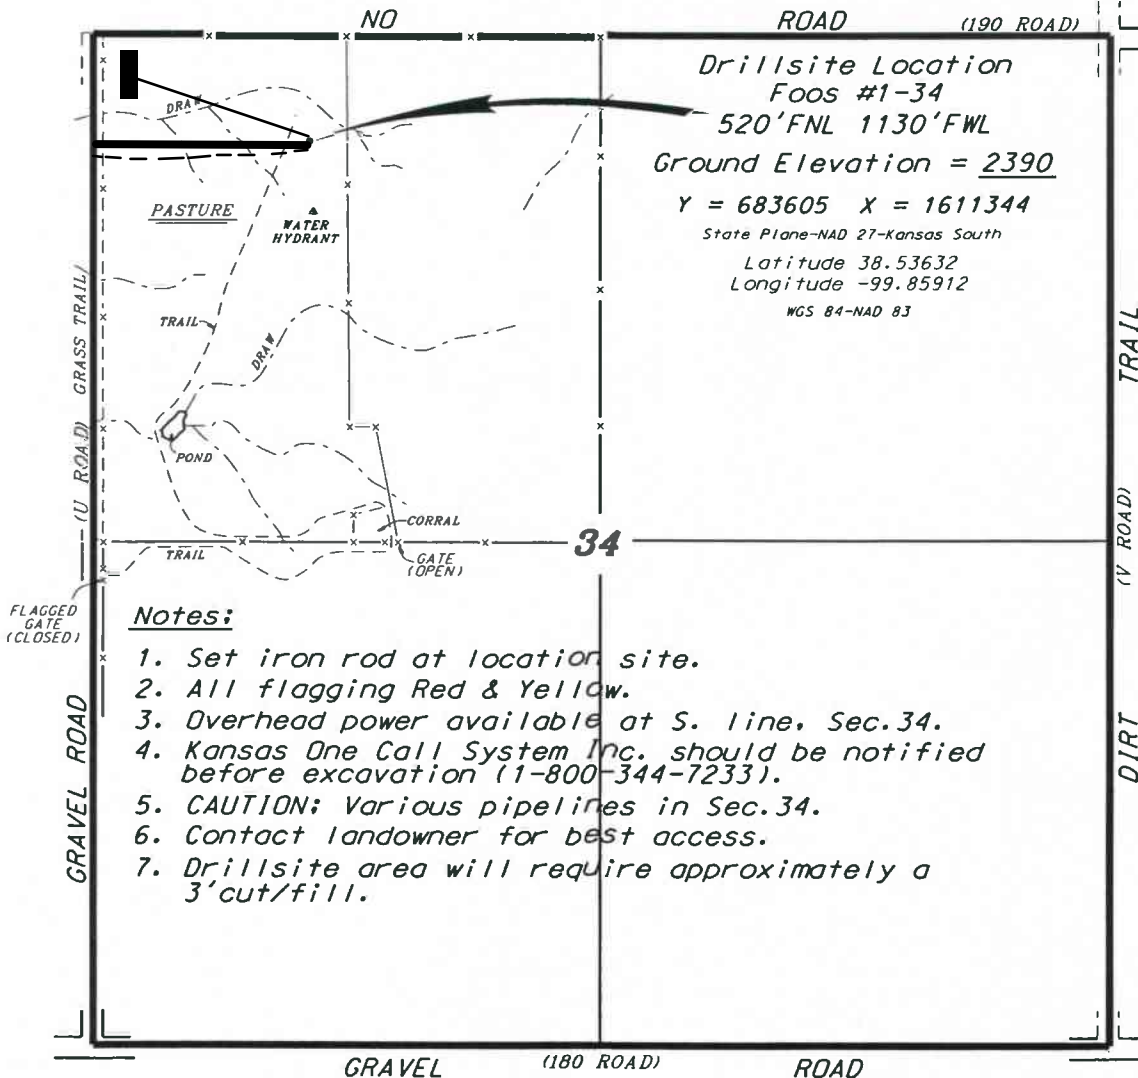 NO ROAD (190 ROAD)
Drillsite Location
Foos #1-34
520'FNL 1130'FWL
Ground Elevation = 2390
Y = 683605 X = 1611344
State Plane-NAD 27-Kansas South
Latitude 38.53632
Longitude -99.85912
WGS 84-NAD 83
DRAW
PASTURE
WATER
HYDRANT
TRAIL
DRAW
POND
CORRAL
GATE
(OPEN)
TRAIL
34
(U ROAD) GRASS TRAIL
FLAGGED
GATE
(CLOSED)
GRAVEL ROAD
DIRT (V ROAD) TRAIL
Notes:
1. Set iron rod at location site.
2. All flagging Red & Yellow.
3. Overhead power available at S. line, Sec.34.
4. Kansas One Call System Inc. should be notified
before excavation (1-800-344-7233).
5. CAUTION: Various pipelines in Sec.34.
6. Contact landowner for best access.
7. Drillsite area will require approximately a
3'cut/fill.
GRAVEL (180 ROAD) ROAD